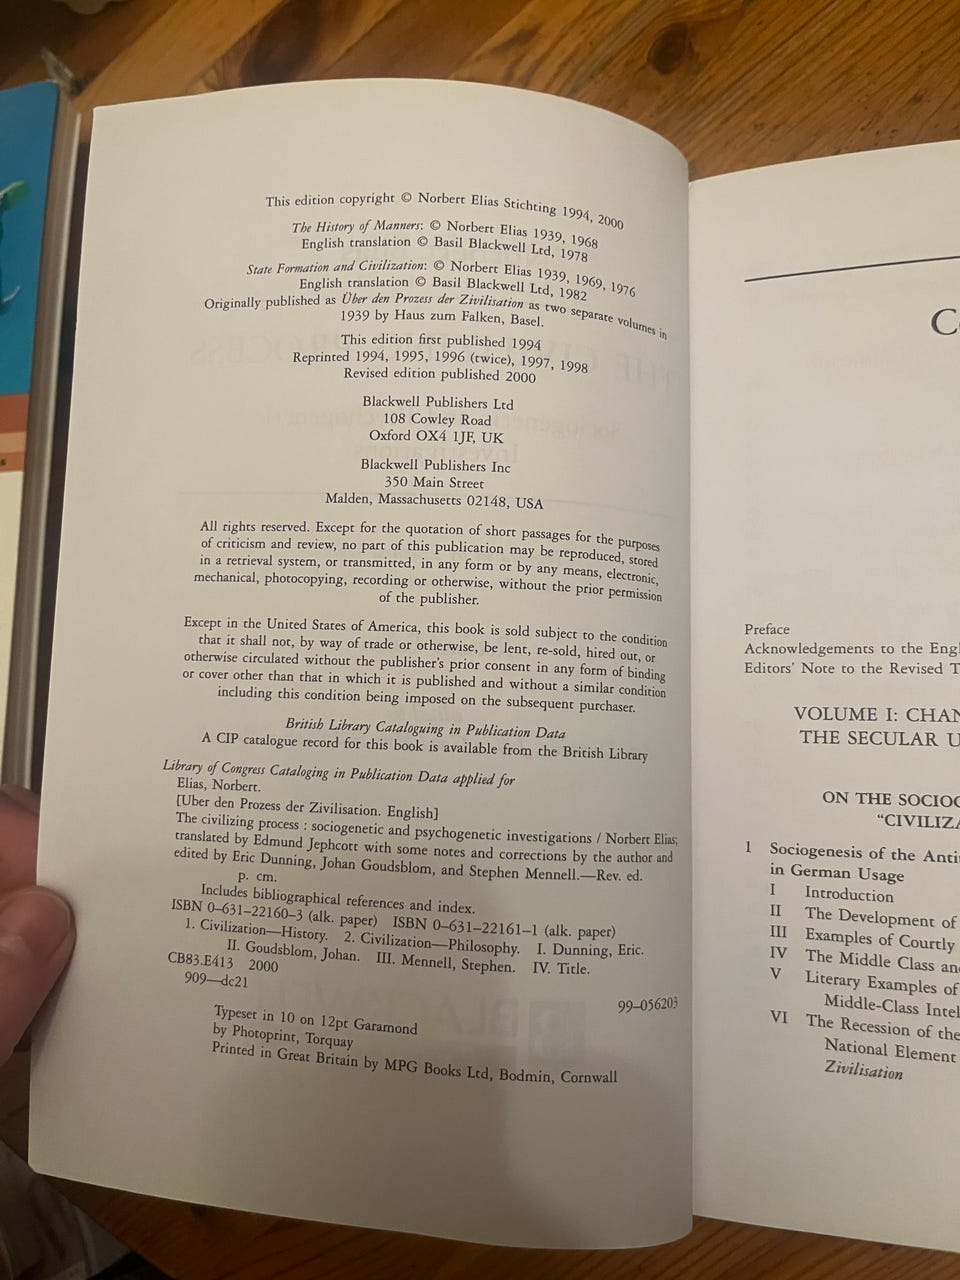 This edition copyright © Norbert Elias Stichting 1994, 2000
The History of Manners: © Norbert Elias 1939, 1968
English translation © Basil Blackwell Ltd, 1978
State Formation and Civilization: © Norbert Elias 1939, 1969, 1976
English translation © Basil Blackwell Ltd, 1982
Originally published as Über den Prozess der Zivilisation as two separate volumes in
1939 by Haus zum Falken, Basel.
This edition first published 1994
Reprinted 1994, 1995, 1996 (twice), 1997, 1998
Revised edition published 2000
Blackwell Publishers Ltd
108 Cowley Road
Oxford OX4 1JF, UK
Blackwell Publishers Inc
350 Main Street
Malden, Massachusetts 02148, USA
All rights reserved. Except for the quotation of short passages for the purposes
of criticism and review, no part of this publication may be reproduced, stored
in a retrieval system, or transmitted, in any form or by any means, electronic,
mechanical, photocopying, recording or otherwise, without the prior permission
of the publisher.
Except in the United States of America, this book is sold subject to the condition
that it shall not, by way of trade or otherwise, be lent, re-sold, hired out, or
otherwise circulated without the publisher's prior consent in any form of binding
or cover other than that in which it is published and without a similar condition
including this condition being imposed on the subsequent purchaser.
British Library Cataloguing in Publication Data
A CIP catalogue record for this book is available from the British Library
Library of Congress Cataloging in Publication Data applied for
Elias, Norbert.
[Uber den Prozess der Zivilisation. English]
The civilizing process : sociogenetic and psychogenetic investigations / Norbert Elias;
translated by Edmund Jephcott with some notes and corrections by the author and
edited by Eric Dunning, Johan Goudsblom, and Stephen Mennell.—Rev. ed.
p. cm.
Includes bibliographical references and index.
ISBN 0–631–22160–3 (alk. paper) ISBN 0–631–22161–1 (alk. paper)
1. Civilization—History. 2. Civilization—Philosophy. I. Dunning, Eric.
II. Goudsblom, Johan. III. Mennell, Stephen. IV. Title.
CB83.E413 2000
909—dc21
99–056203
Typeset in 10 on 12pt Garamond
by Photoprint, Torquay
Printed in Great Britain by MPG Books Ltd, Bodmin, Cornwall
Preface
Acknowledgements to the Engl
Editors' Note to the Revised T
VOLUME I: CHAN
THE SECULAR U
ON THE SOCIOG
"CIVILIZA
1 Sociogenesis of the Anti
in German Usage
I Introduction
II The Development of
III Examples of Courtly
IV The Middle Class an
V Literary Examples of
Middle-Class Intel
VI The Recession of the
National Element
Zivilisation